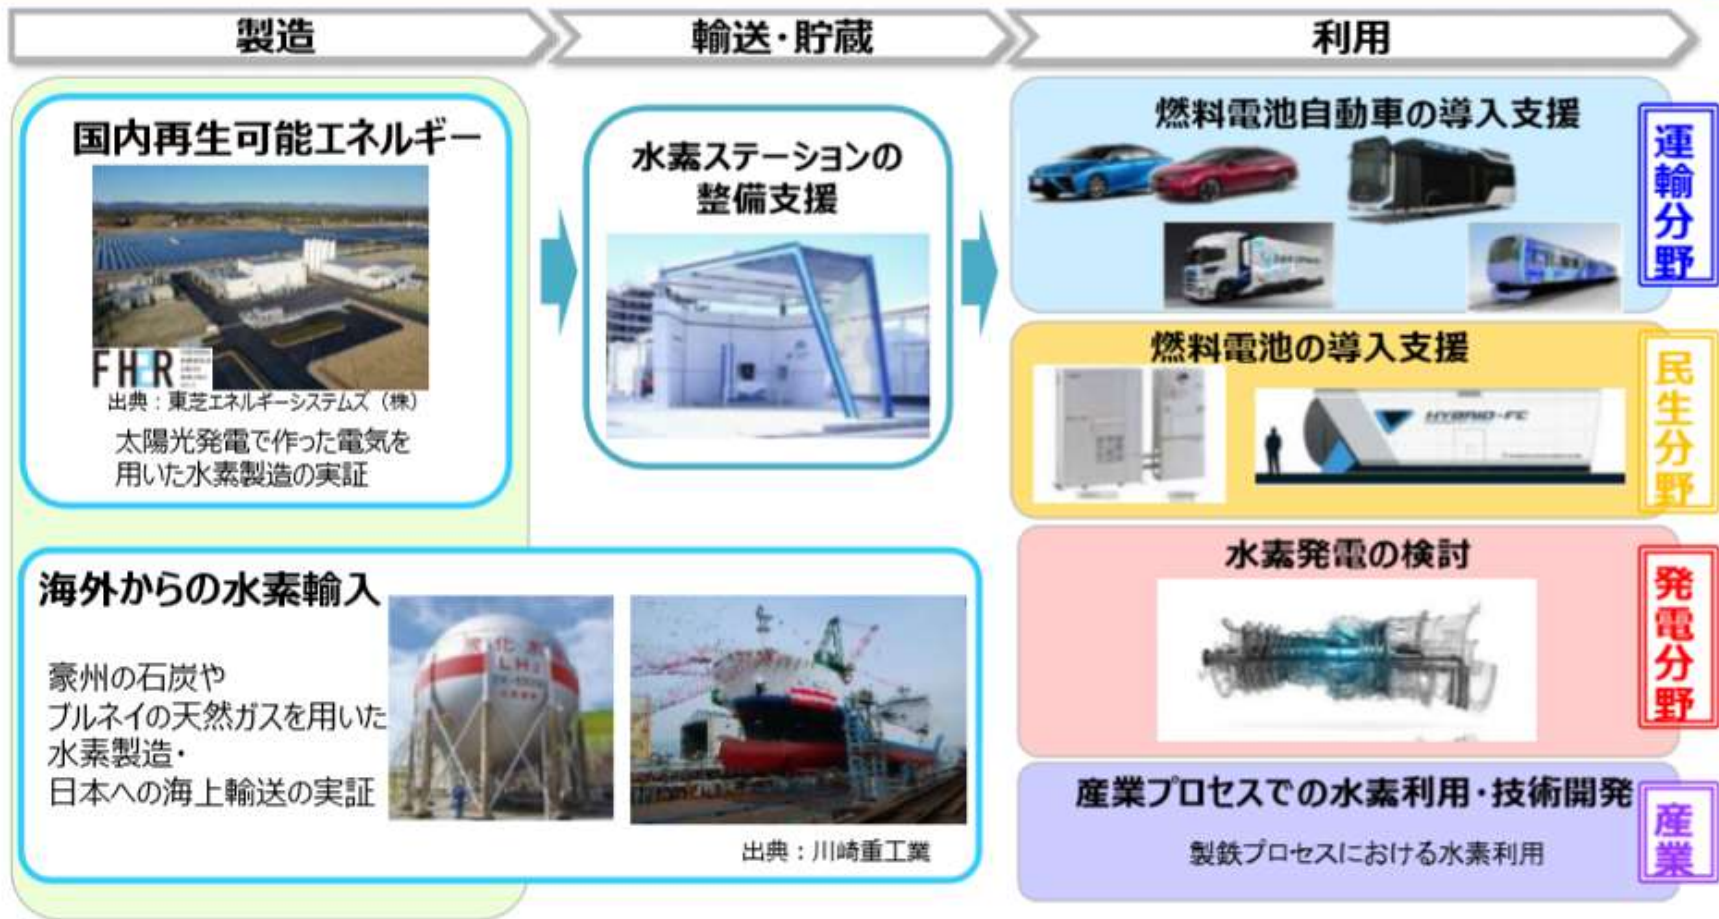 製造
輸送・貯蔵
利用
国内再生可能エネルギー
FH2R
出典：東芝エネルギーシステムズ（株）
太陽光発電で作った電気を
用いた水素製造の実証
水素ステーションの
整備支援
燃料電池自動車の導入支援
運輸分野
燃料電池の導入支援
HYBRID-FC
民生分野
海外からの水素輸入
豪州の石炭や
ブルネイの天然ガスを用いた
水素製造・
日本への海上輸送の実証
LH2
出典：川崎重工業
水素発電の検討
発電分野
産業プロセスでの水素利用・技術開発
製鉄プロセスにおける水素利用
産業